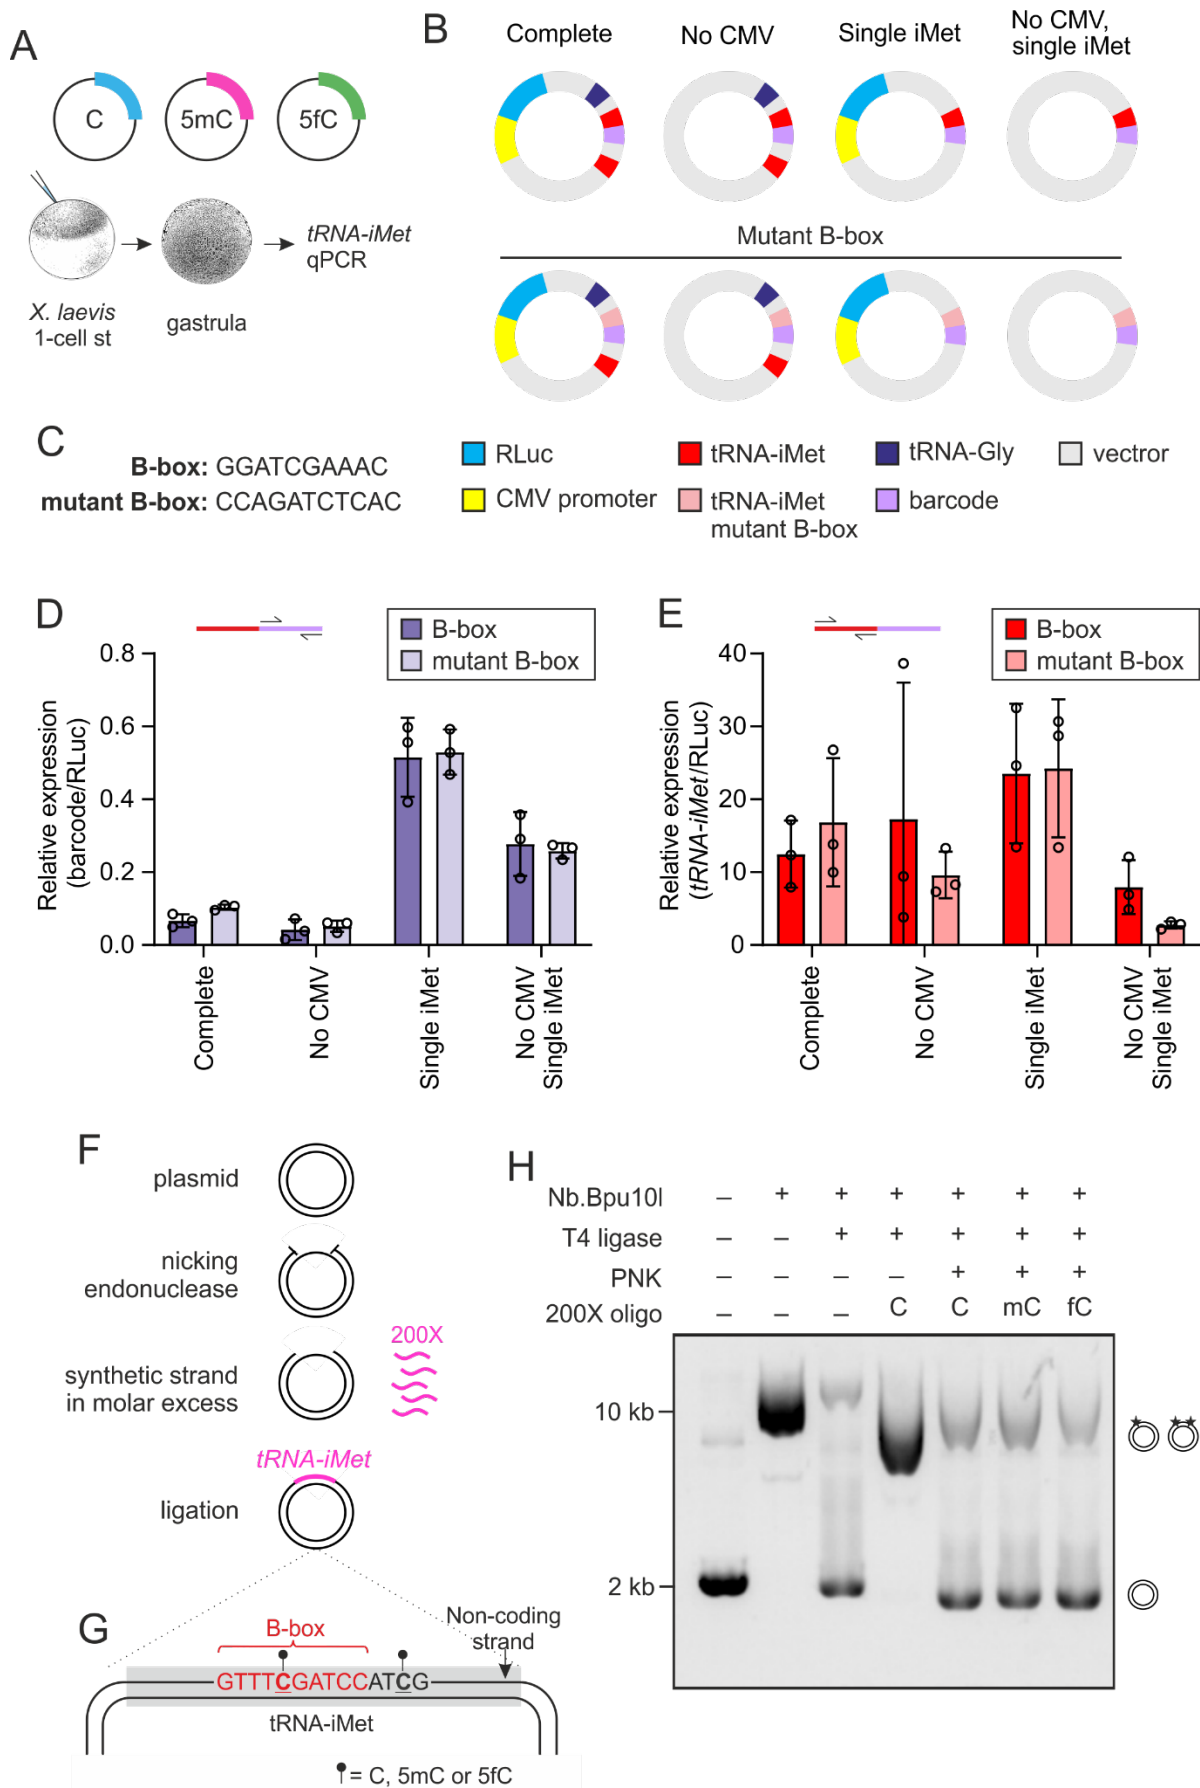 A
C
5mC
5fC
X. laevis
1-cell st
gastrula
tRNA-iMet
qPCR
B
Complete
No CMV
Single iMet
No CMV,
single iMet
Mutant B-box
C
B-box: GGATCGAAAC
mutant B-box: CCAGATCTCAC
RLuc
tRNA-iMet
tRNA-Gly
vectror
CMV promoter
tRNA-iMet
mutant B-box
barcode
D
B-box
mutant B-box
Relative expression
(barcode/RLuc)
0.8
0.6
0.4
0.2
0.0
Complete
No CMV
Single iMet
No CMV
Single iMet
E
B-box
mutant B-box
Relative expression
(tRNA-iMet/RLuc)
40
30
20
10
0
Complete
No CMV
Single iMet
No CMV
Single iMet
F
plasmid
nicking
endonuclease
synthetic strand
in molar excess
200X
tRNA-iMet
ligation
G
B-box
Non-coding
strand
GTTTCGATCCATCG
tRNA-iMet
= C, 5mC or 5fC
H
Nb.Bpu10I – + + + + + +
T4 ligase – – + + + + +
PNK – – – – + + +
200X oligo – – – C C mC fC
10 kb
2 kb